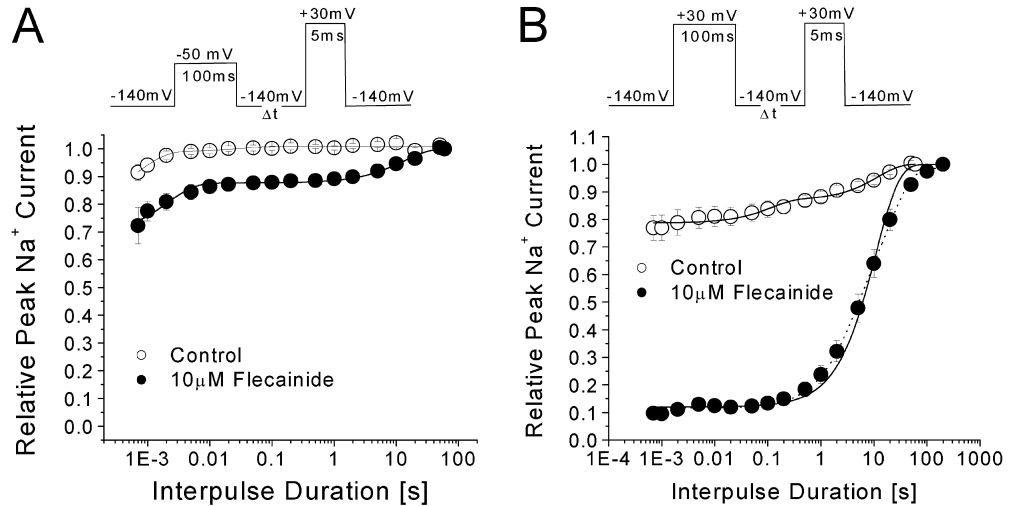 A
+30mV
5ms
-50 mV
100ms
-140mV
-140mV
-140mV
Δt
Relative Peak Na+ Current
1.0
0.9
0.8
0.7
0.6
0.5
0.4
0.3
0.2
0.1
0.0
Control
10μM Flecainide
1E-3
0.01
0.1
1
10
100
Interpulse Duration [s]
B
+30 mV
100ms
+30mV
5ms
-140mV
-140mV
-140mV
Δt
Relative Peak Na+ Current
1.1
1.0
0.9
0.8
0.7
0.6
0.5
0.4
0.3
0.2
0.1
0.0
Control
10μM Flecainide
1E-4
1E-3
0.01
0.1
1
10
100
1000
Interpulse Duration [s]